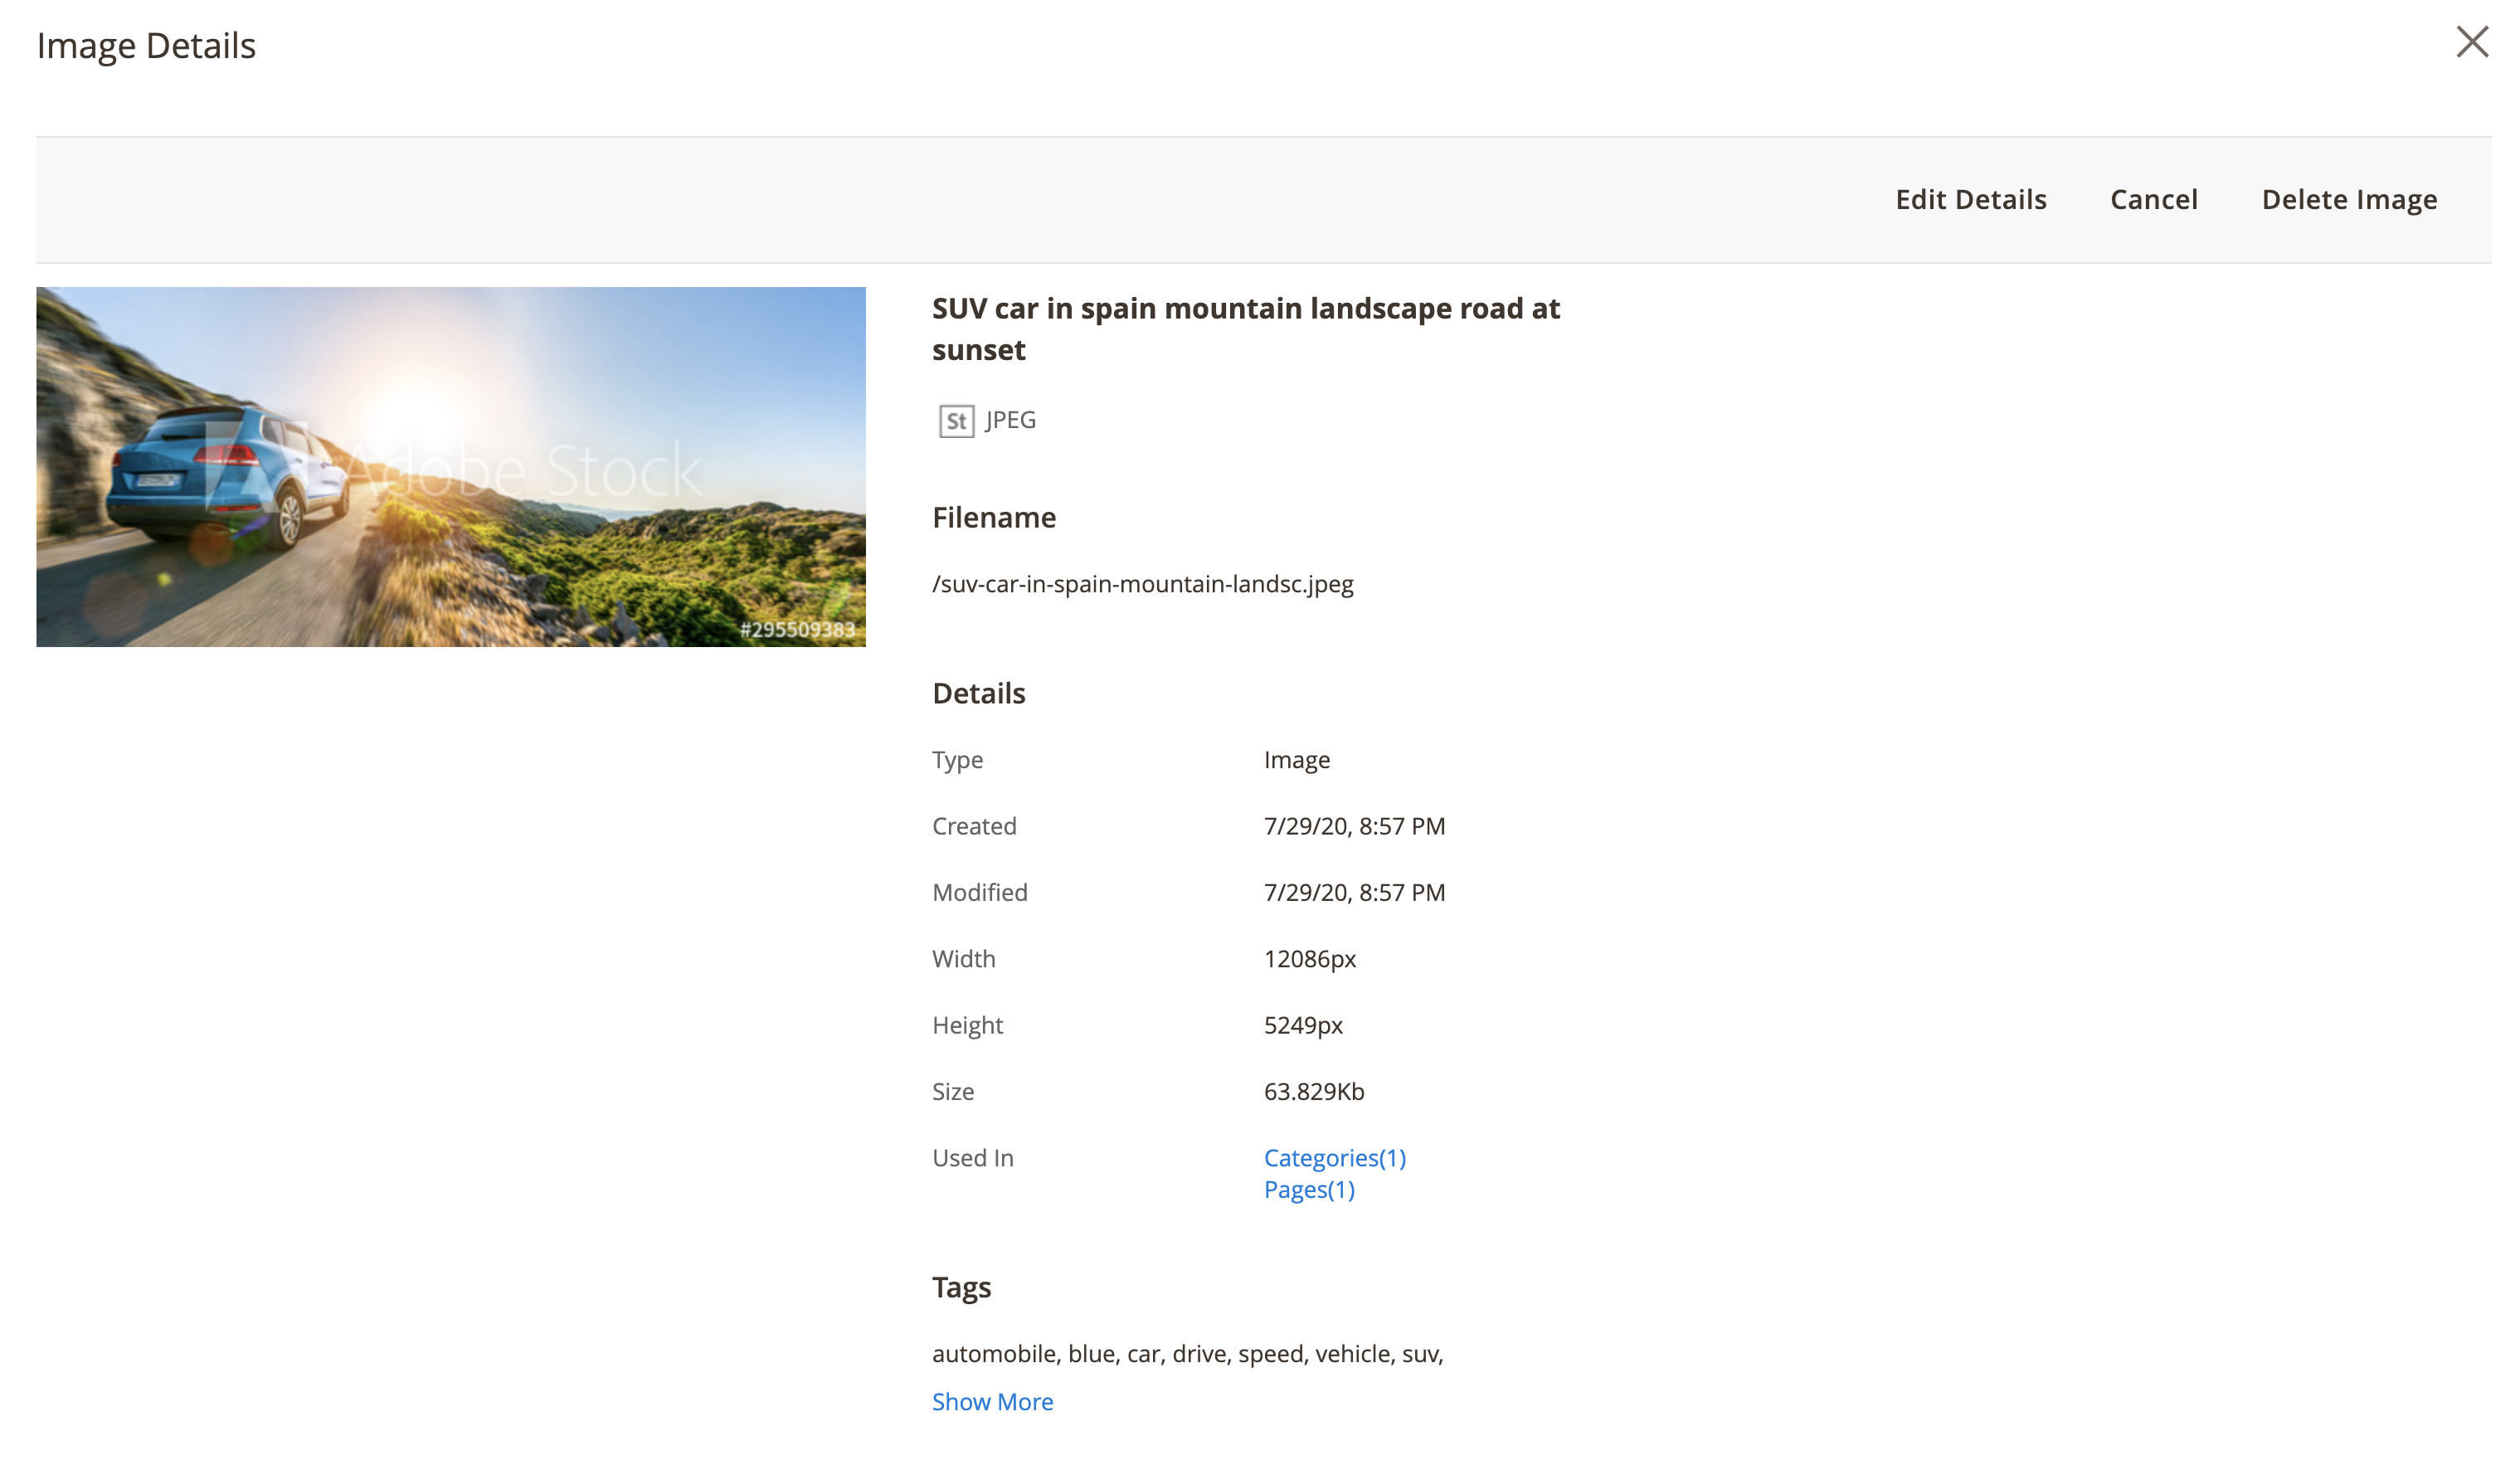 Image Details
Edit Details Cancel Delete Image
Adobe Stock
#295509383
SUV car in spain mountain landscape road at
sunset
St JPEG
Filename
/suv-car-in-spain-mountain-landsc.jpeg
Details
Type Image
Created 7/29/20, 8:57 PM
Modified 7/29/20, 8:57 PM
Width 12086px
Height 5249px
Size 63.829Kb
Used In Categories(1)
Pages(1)
Tags
automobile, blue, car, drive, speed, vehicle, suv,
Show More